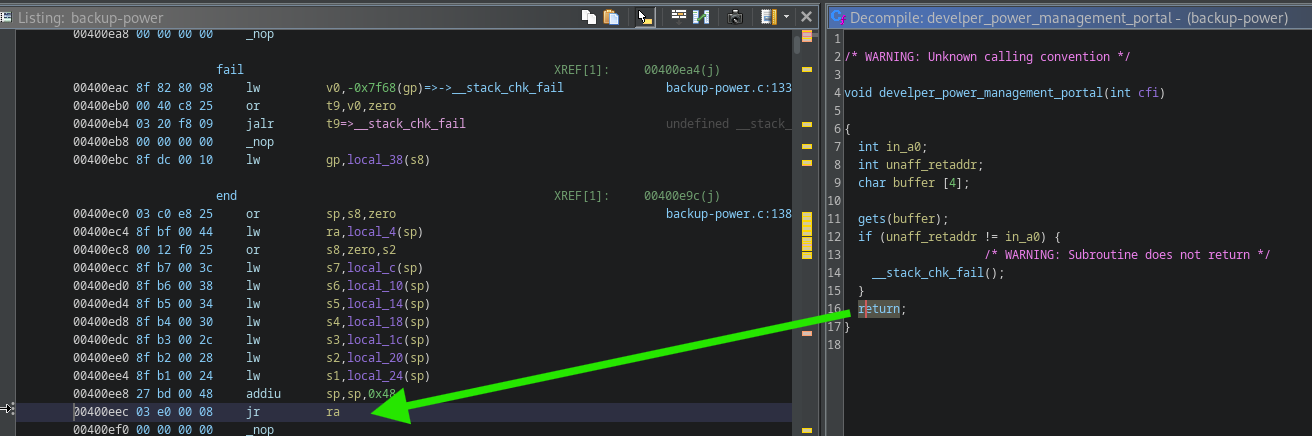 Listing: backup-power
00400ea8 00 00 00 00 _nop
fail XREF[1]: 00400ea4(j)
00400eac 8f 82 80 98 lw v0,-0x7f68(gp)=>->__stack_chk_fail backup-power.c:133
00400eb0 00 40 c8 25 or t9,v0,zero
00400eb4 03 20 f8 09 jalr t9=>__stack_chk_fail undefined __stack_
00400eb8 00 00 00 00 _nop
00400ebc 8f dc 00 10 lw gp,local_38(s8)
end XREF[1]: 00400e9c(j)
00400ec0 03 c0 e8 25 or sp,s8,zero backup-power.c:138
00400ec4 8f bf 00 44 lw ra,local_4(sp)
00400ec8 00 12 f0 25 or s8,zero,s2
00400ecc 8f b7 00 3c lw s7,local_c(sp)
00400ed0 8f b6 00 38 lw s6,local_10(sp)
00400ed4 8f b5 00 34 lw s5,local_14(sp)
00400ed8 8f b4 00 30 lw s4,local_18(sp)
00400edc 8f b3 00 2c lw s3,local_1c(sp)
00400ee0 8f b2 00 28 lw s2,local_20(sp)
00400ee4 8f b1 00 24 lw s1,local_24(sp)
00400ee8 27 bd 00 48 addiu sp,sp,0x48
00400eec 03 e0 00 08 jr ra
00400ef0 00 00 00 00 _nop
Decompile: develper_power_management_portal - (backup-power)
1
2 /* WARNING: Unknown calling convention */
3
4 void develper_power_management_portal(int cfi)
5
6 {
7 int in_a0;
8 int unaff_retaddr;
9 char buffer [4];
10
11 gets(buffer);
12 if (unaff_retaddr != in_a0) {
13 /* WARNING: Subroutine does not return */
14 __stack_chk_fail();
15 }
16 return;
17 }
18